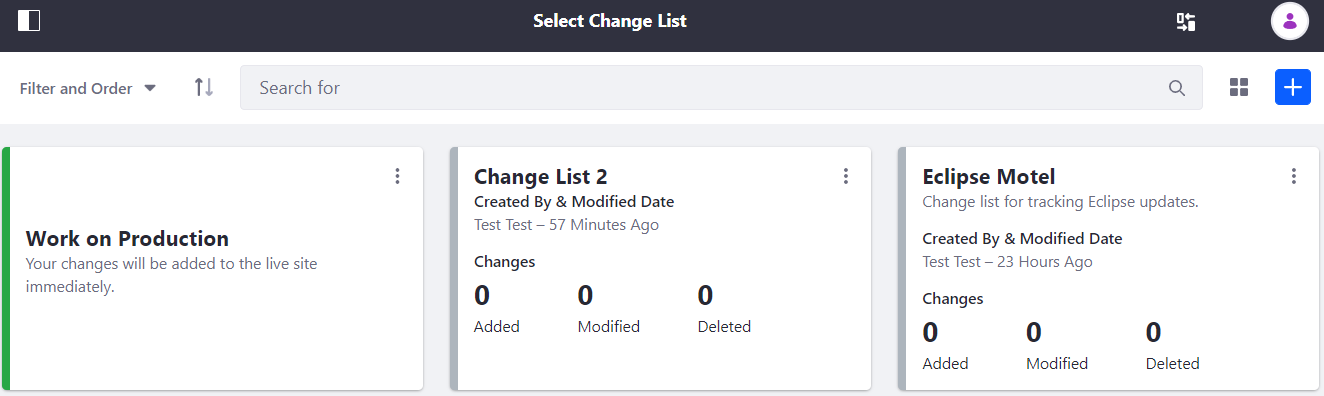 Select Change List
Filter and Order
Search for
Work on Production
Your changes will be added to the live site
immediately.
Change List 2
Created By & Modified Date
Test Test – 57 Minutes Ago
Changes
0 0 0
Added Modified Deleted
Eclipse Motel
Change list for tracking Eclipse updates.
Created By & Modified Date
Test Test – 23 Hours Ago
Changes
0 0 0
Added Modified Deleted